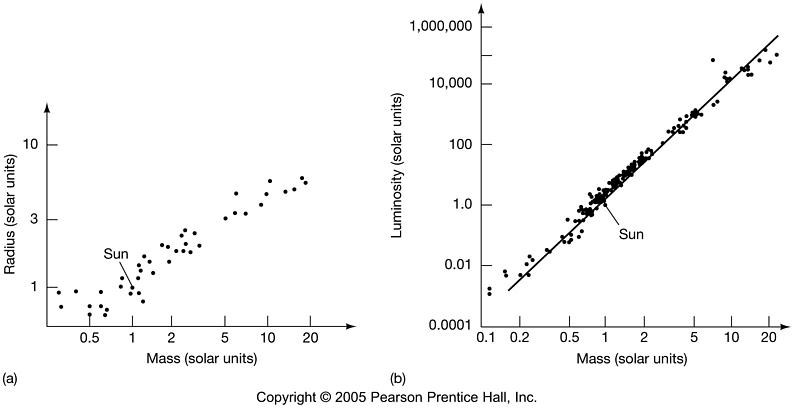 10
3
1
Radius (solar units)
Sun
0.5 1 2 5 10 20
Mass (solar units)
(a)
1,000,000
10,000
100
1.0
0.01
0.0001
Luminosity (solar units)
Sun
0.1 0.2 0.5 1 2 5 10 20
Mass (solar units)
(b)
Copyright © 2005 Pearson Prentice Hall, Inc.